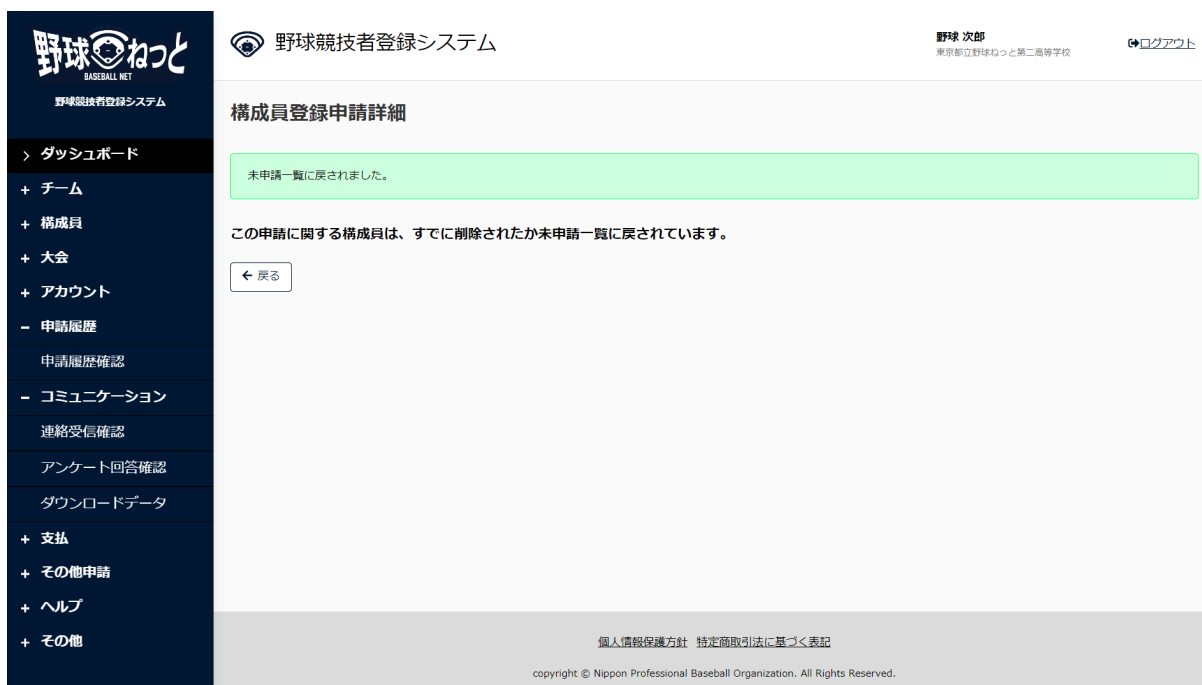 野球ねっと
BASEBALL NET
野球競技者登録システム
野球競技者登録システム
野球 次郎
東京都立野球ねっと第二高等学校
ログアウト
構成員登録申請詳細
未申請一覧に戻されました。
この申請に関する構成員は、すでに削除されたか未申請一覧に戻されています。
戻る
> ダッシュボード
+ チーム
+ 構成員
+ 大会
+ アカウント
− 申請履歴
申請履歴確認
− コミュニケーション
連絡受信確認
アンケート回答確認
ダウンロードデータ
+ 支払
+ その他申請
+ ヘルプ
+ その他
個人情報保護方針 特定商取引法に基づく表記
copyright © Nippon Professional Baseball Organization. All Rights Reserved.